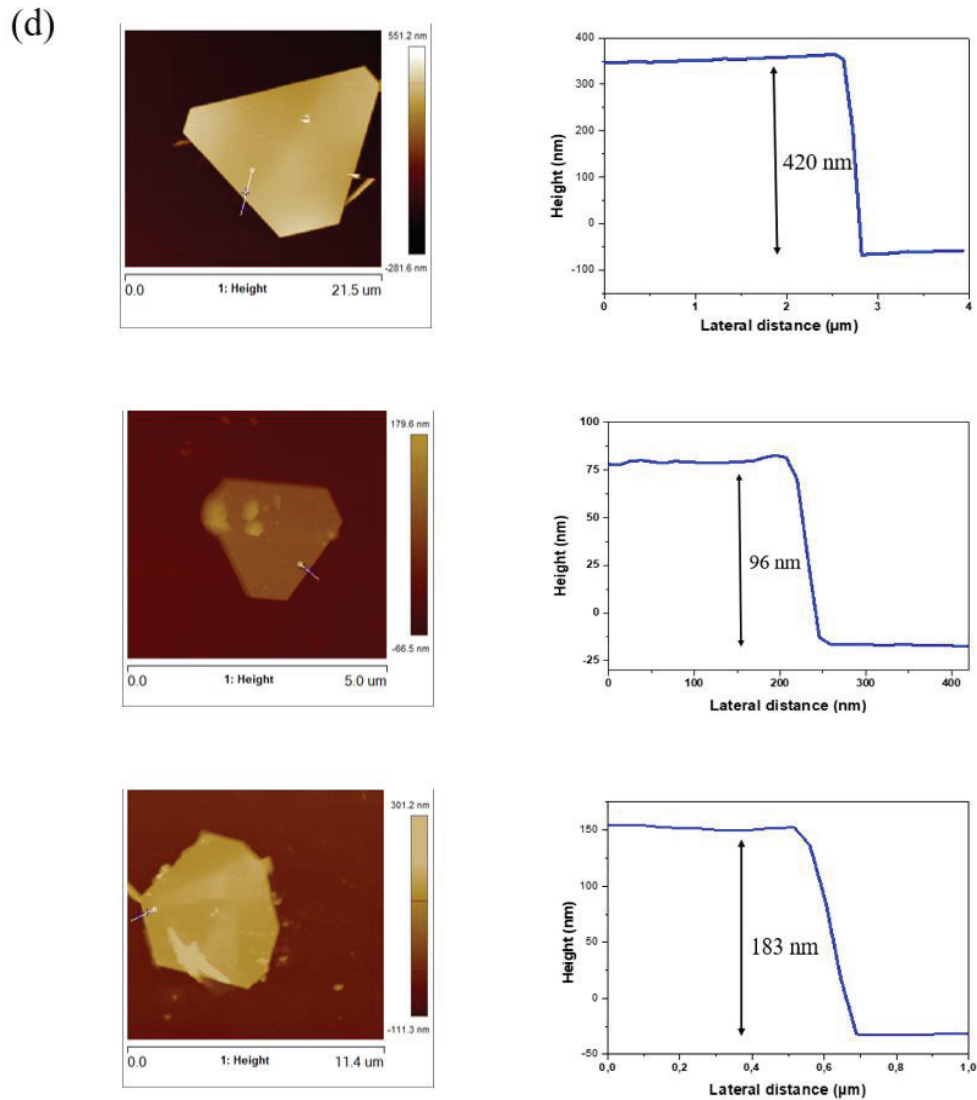 (d)
551.2 nm
-281.6 nm
0.0
1: Height
21.5 um
400
300
200
100
0
-100
0
1
2
3
4
Height (nm)
420 nm
Lateral distance (µm)
179.6 nm
-66.5 nm
0.0
1: Height
5.0 um
100
75
50
25
0
-25
0
100
200
300
400
Height (nm)
96 nm
Lateral distance (nm)
301.2 nm
-111.3 nm
0.0
1: Height
11.4 um
150
100
50
0
-50
0,0
0,2
0,4
0,6
0,8
1,0
Height (nm)
183 nm
Lateral distance (µm)